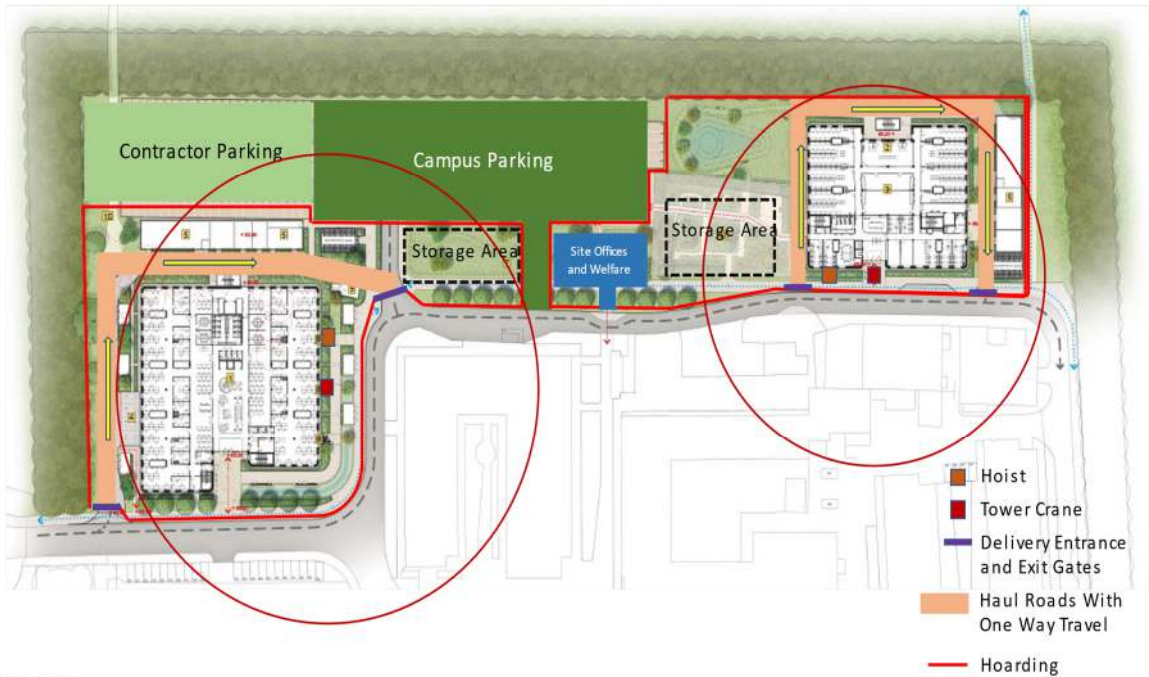 Contractor Parking
Campus Parking
Storage Area
Site Offices
and Welfare
Storage Area
Hoist
Tower Crane
Delivery Entrance
and Exit Gates
Haul Roads With
One Way Travel
Hoarding